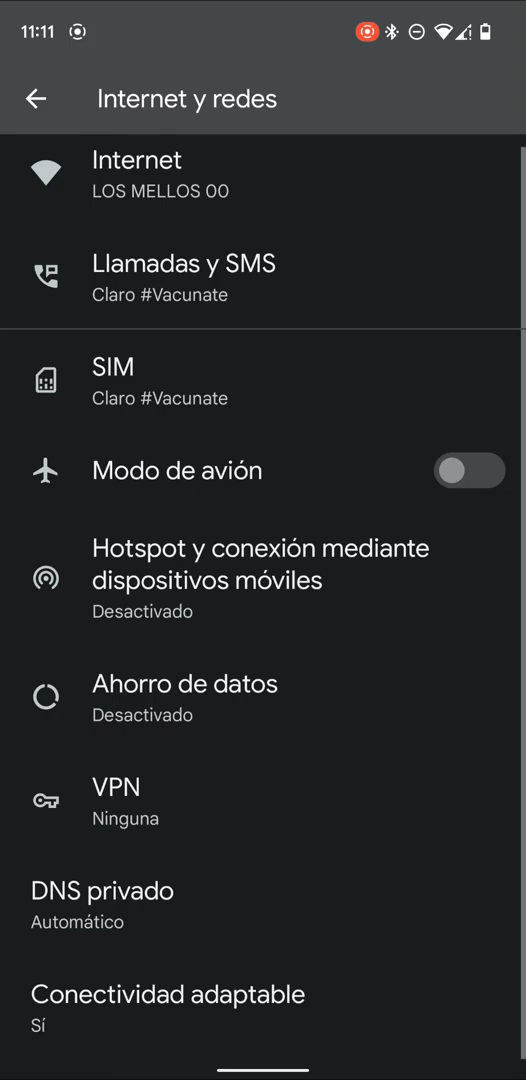 11:11
Internet y redes
Internet
LOS MELLOS 00
Llamadas y SMS
Claro #Vacunate
SIM
Claro #Vacunate
Modo de avión
Hotspot y conexión mediante
dispositivos móviles
Desactivado
Ahorro de datos
Desactivado
VPN
Ninguna
DNS privado
Automático
Conectividad adaptable
Sí